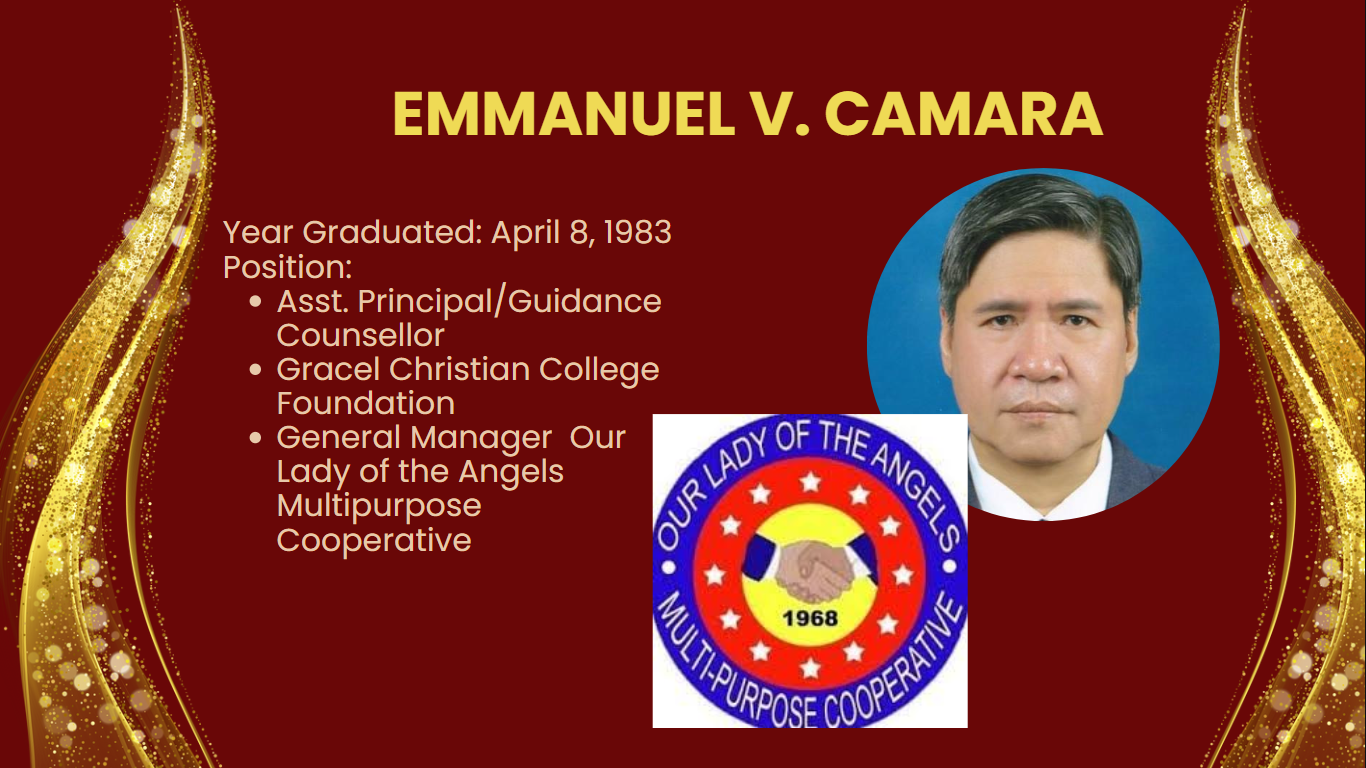 EMMANUEL V. CAMARA
Year Graduated: April 8, 1983
Position:
• Asst. Principal/Guidance
Counsellor
• Gracel Christian College
Foundation
• General Manager  Our
Lady of the Angels
Multipurpose
Cooperative
OUR LADY OF THE ANGELS
1968
MULTI-PURPOSE COOPERATIVE